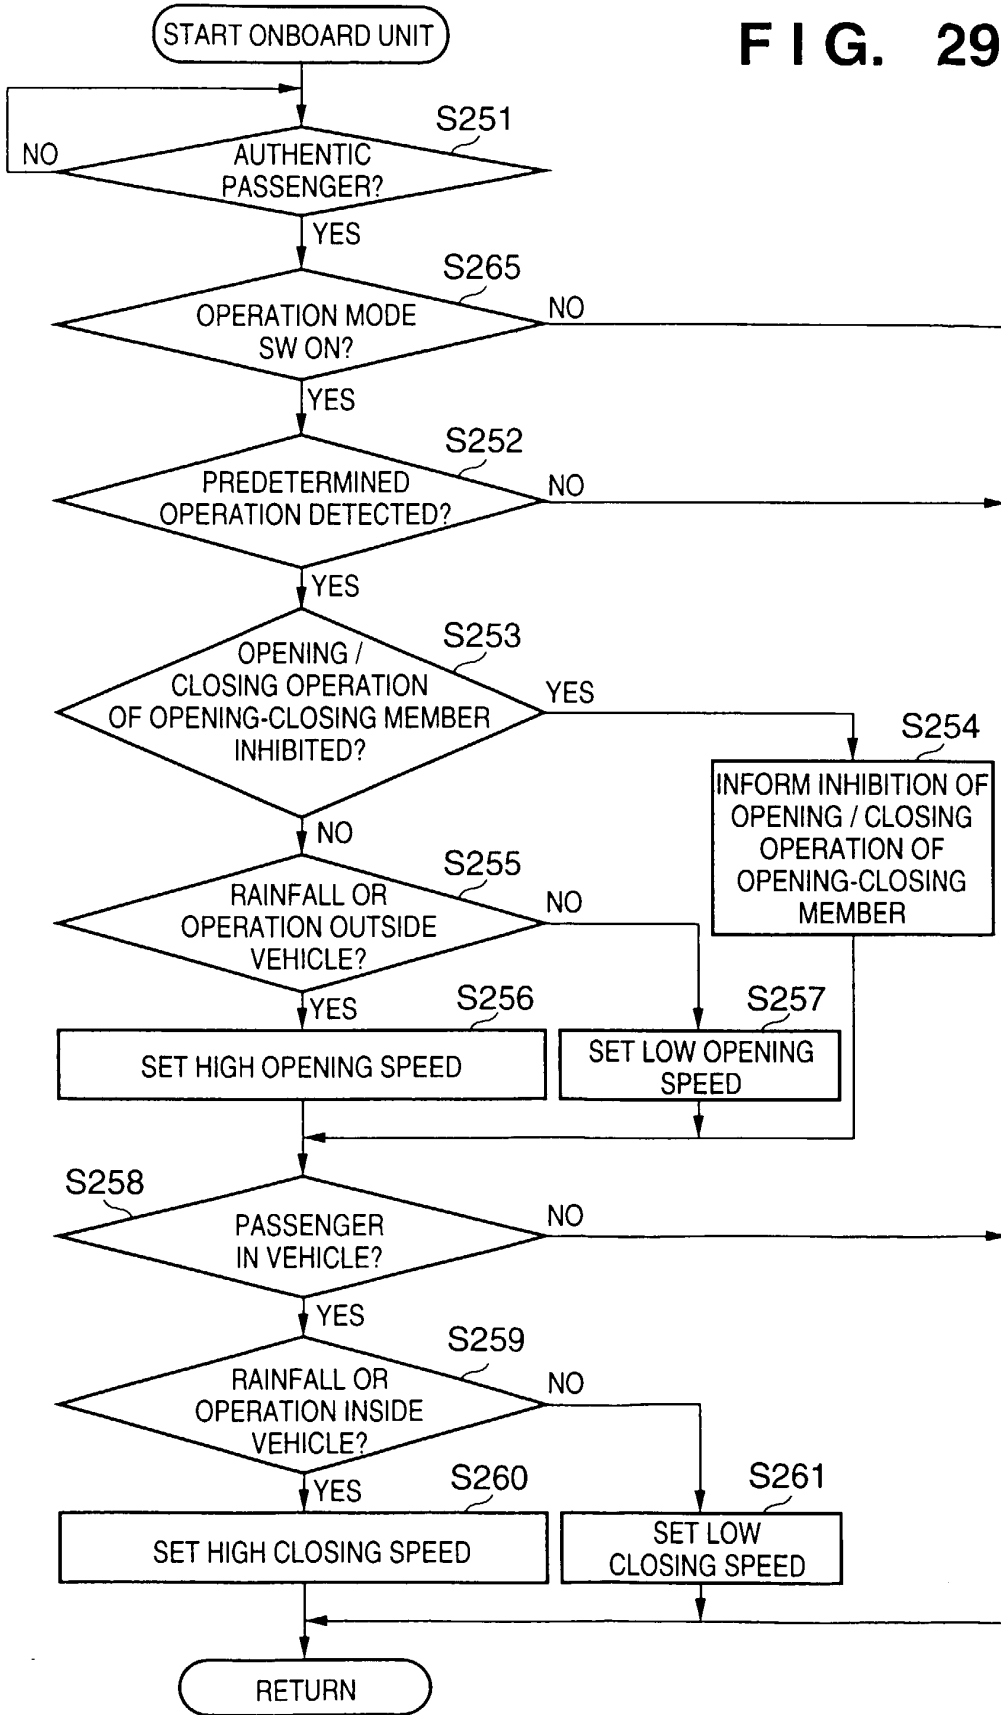 START ONBOARD UNIT
FIG. 29
S251
AUTHENTIC
PASSENGER?
NO
YES
S265
OPERATION MODE
SW ON?
NO
YES
S252
PREDETERMINED
OPERATION DETECTED?
NO
YES
S253
OPENING /
CLOSING OPERATION
OF OPENING-CLOSING MEMBER
INHIBITED?
YES
S254
INFORM INHIBITION OF
OPENING / CLOSING
OPERATION OF
OPENING-CLOSING
MEMBER
NO
S255
RAINFALL OR
OPERATION OUTSIDE
VEHICLE?
NO
YES
S256
SET HIGH OPENING SPEED
S257
SET LOW OPENING
SPEED
S258
PASSENGER
IN VEHICLE?
NO
YES
S259
RAINFALL OR
OPERATION INSIDE
VEHICLE?
NO
YES
S260
SET HIGH CLOSING SPEED
S261
SET LOW
CLOSING SPEED
RETURN